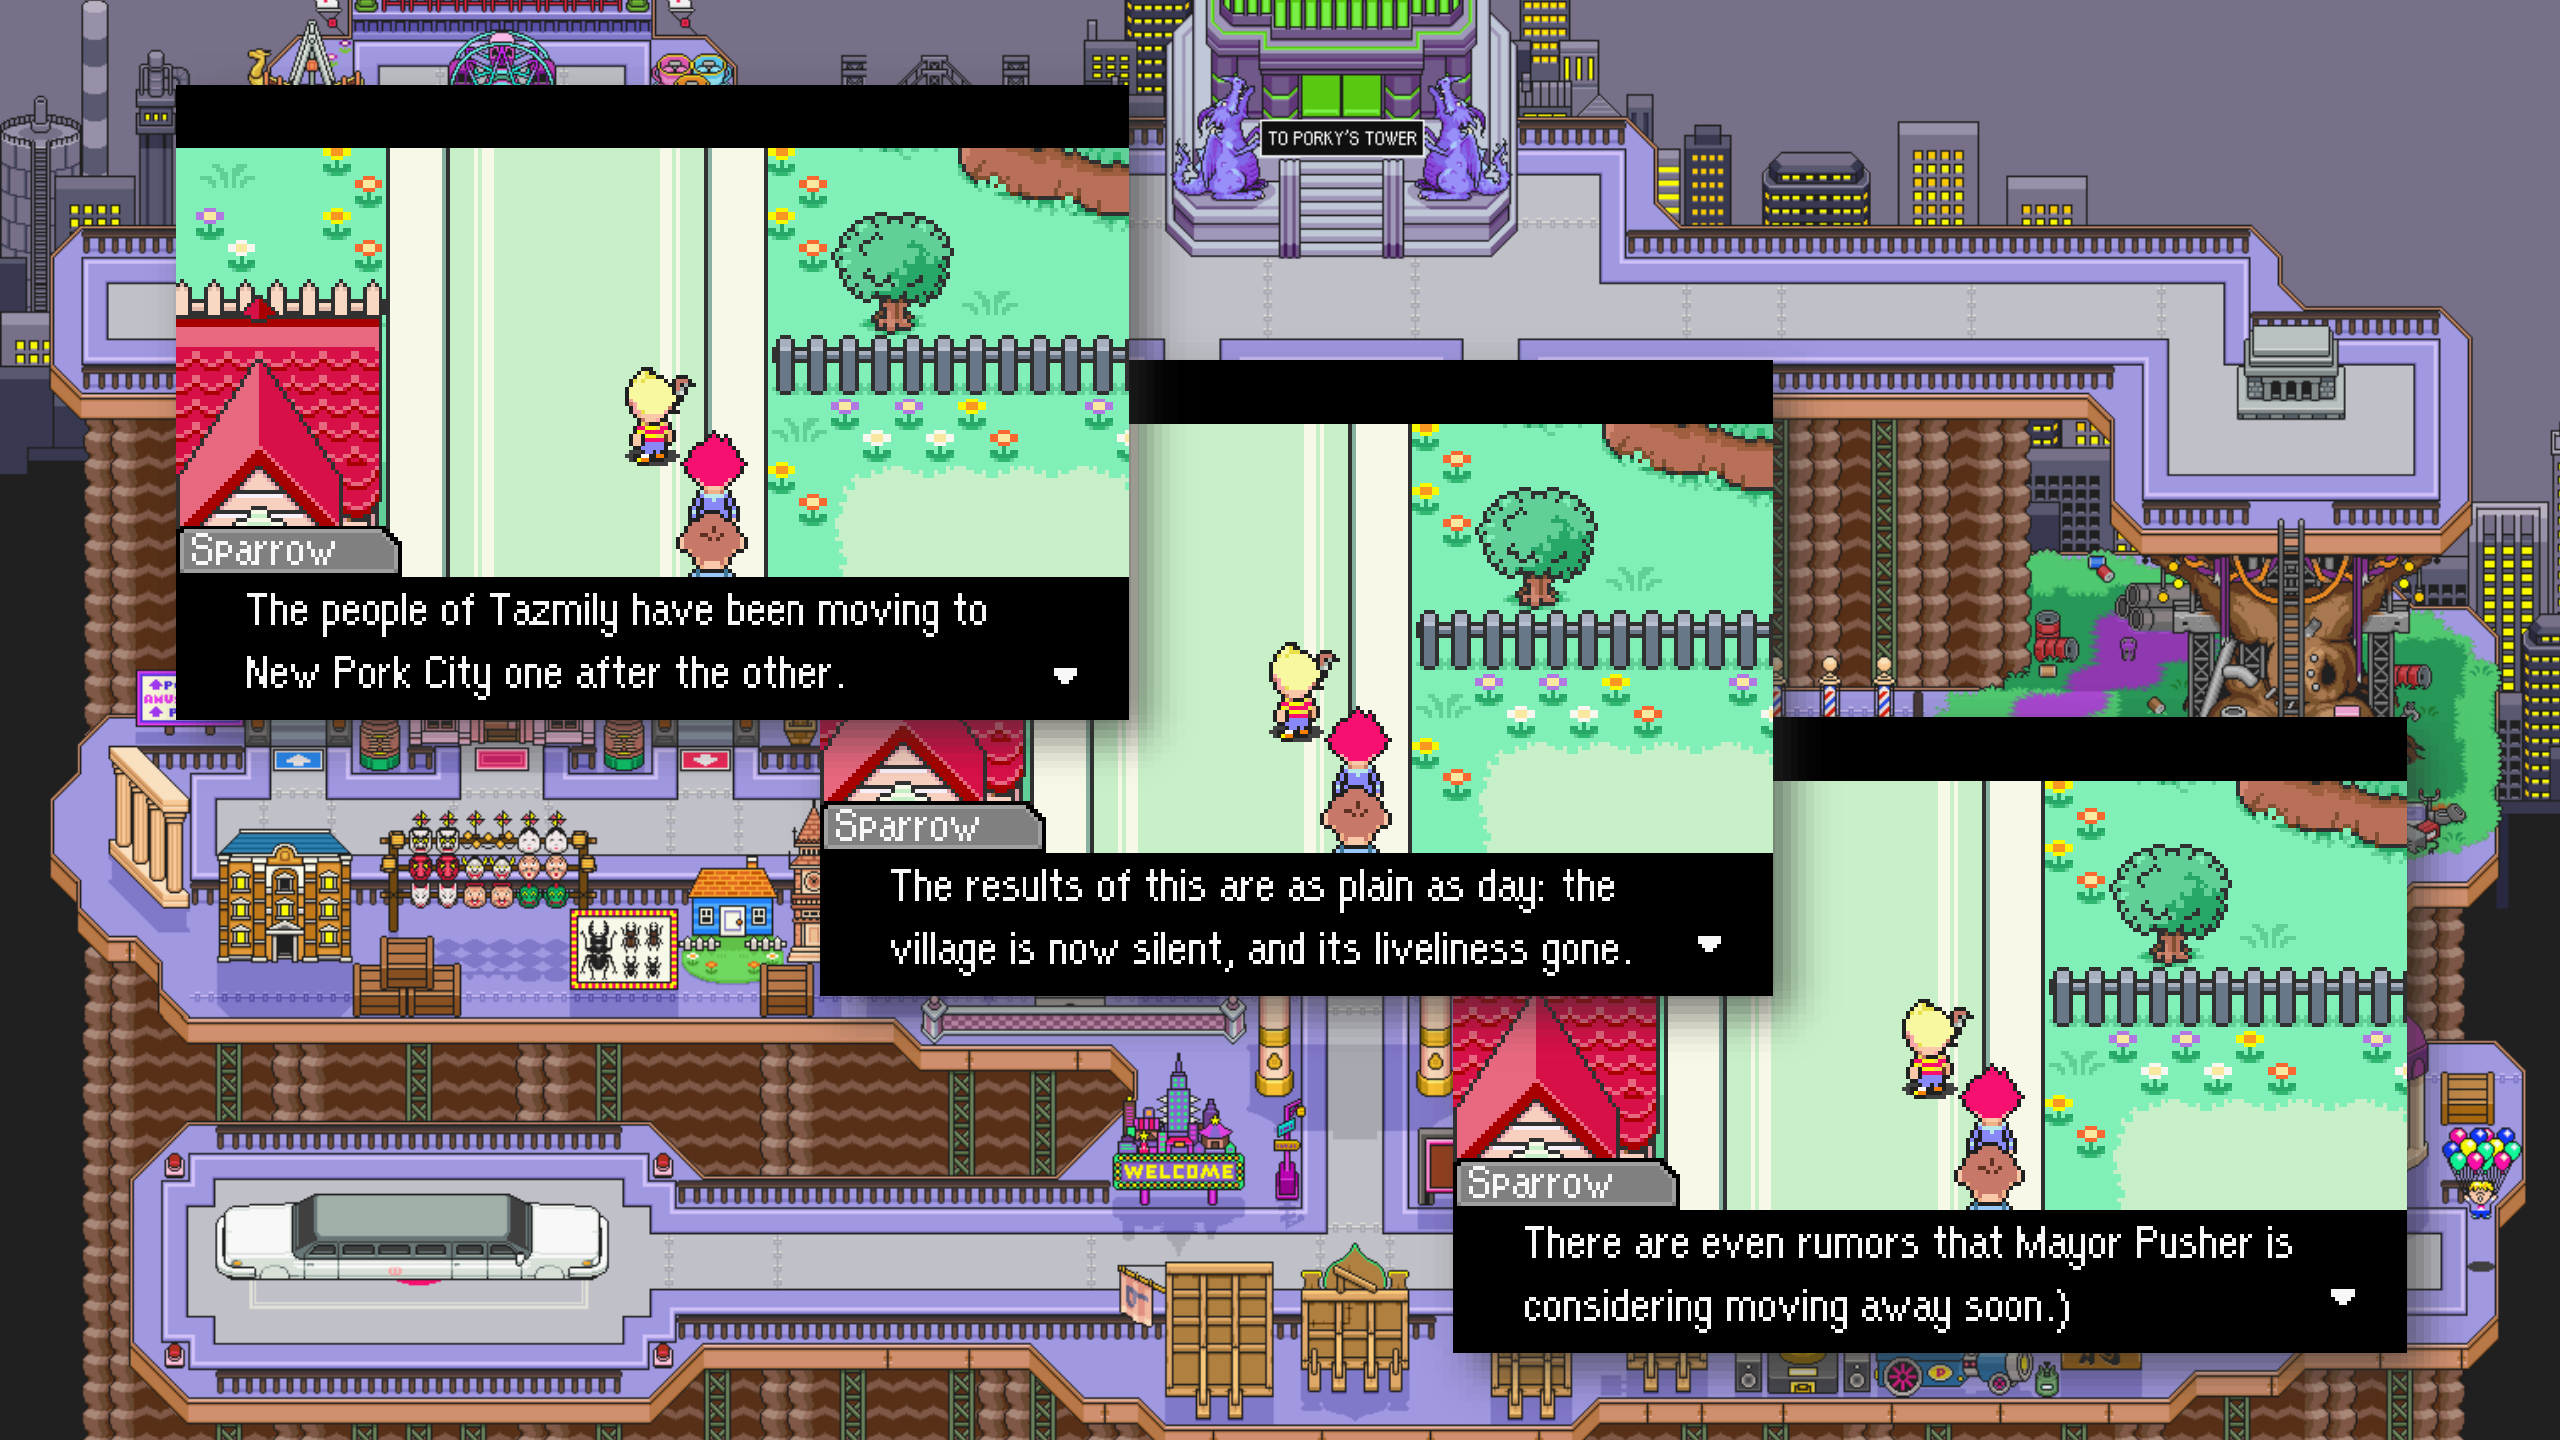 TO PORKY'S TOWER
Sparrow
The people of Tazmily have been moving to
New Pork City one after the other.
Sparrow
The results of this are as plain as day: the
village is now silent, and its liveliness gone.
WELCOME
Sparrow
There are even rumors that Mayor Pusher is
considering moving away soon.)